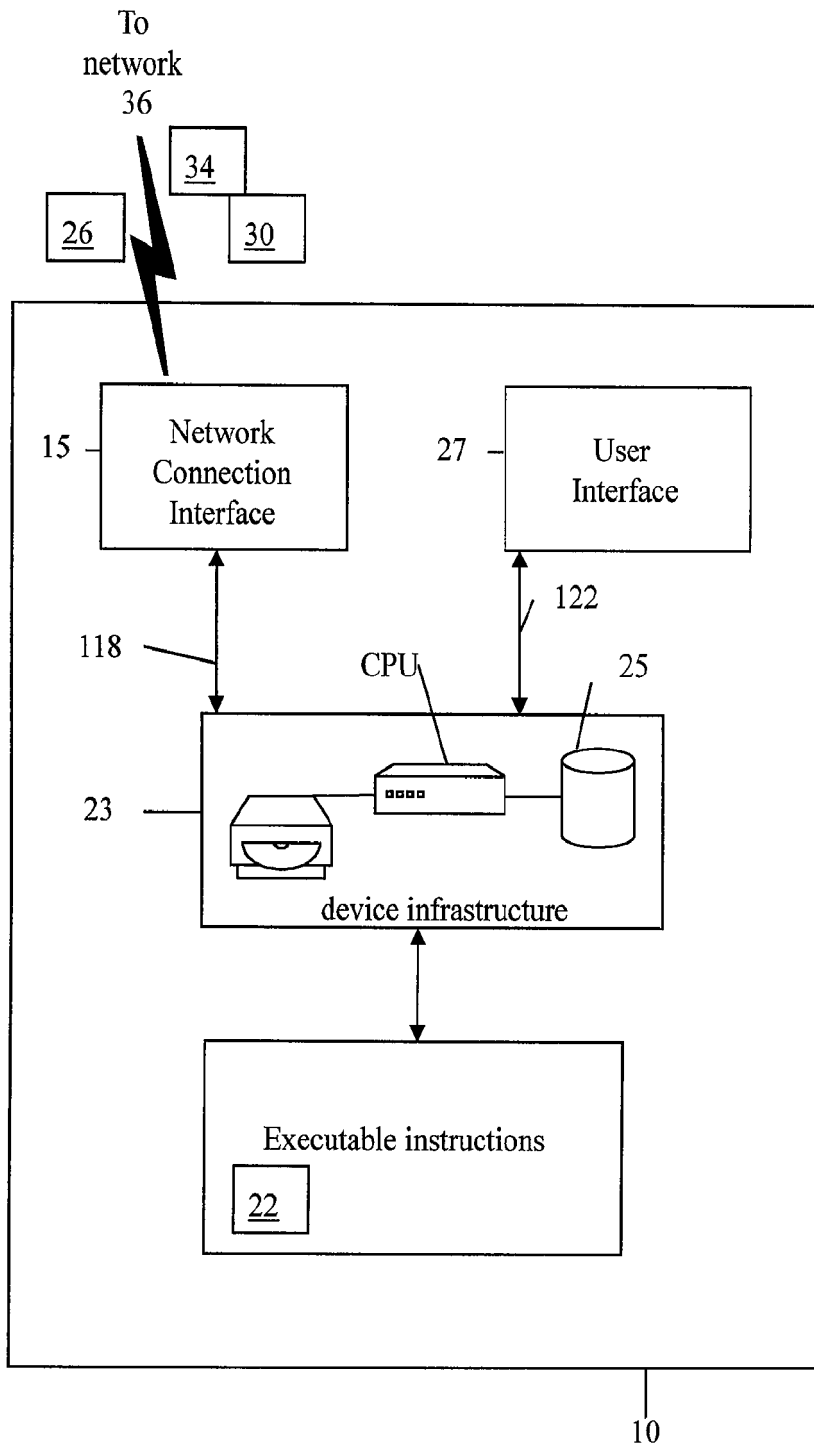 To
network
36
34
26
30
15
Network
Connection
Interface
27
User
Interface
118
122
CPU
25
23
device infrastructure
Executable instructions
22
10